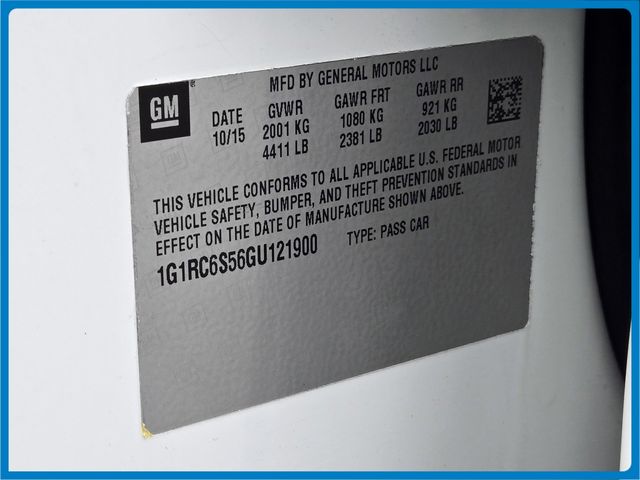 MFD BY GENERAL MOTORS LLC
GM
DATE GVWR GAWR FRT GAWR RR
10/15 2001 KG 1080 KG 921 KG
4411 LB 2381 LB 2030 LB
THIS VEHICLE CONFORMS TO ALL APPLICABLE U.S. FEDERAL MOTOR
VEHICLE SAFETY, BUMPER, AND THEFT PREVENTION STANDARDS IN
EFFECT ON THE DATE OF MANUFACTURE SHOWN ABOVE.
1G1RC6S56GU121900 TYPE: PASS CAR